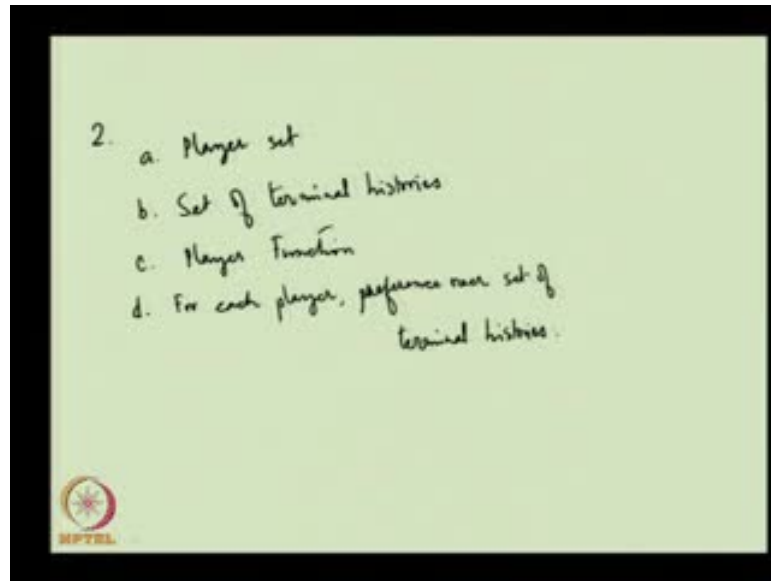 2.
a. Player set
b. Set of terminal histories
c. Player Function
d. For each player, preference over set of
terminal histories.
NPTEL